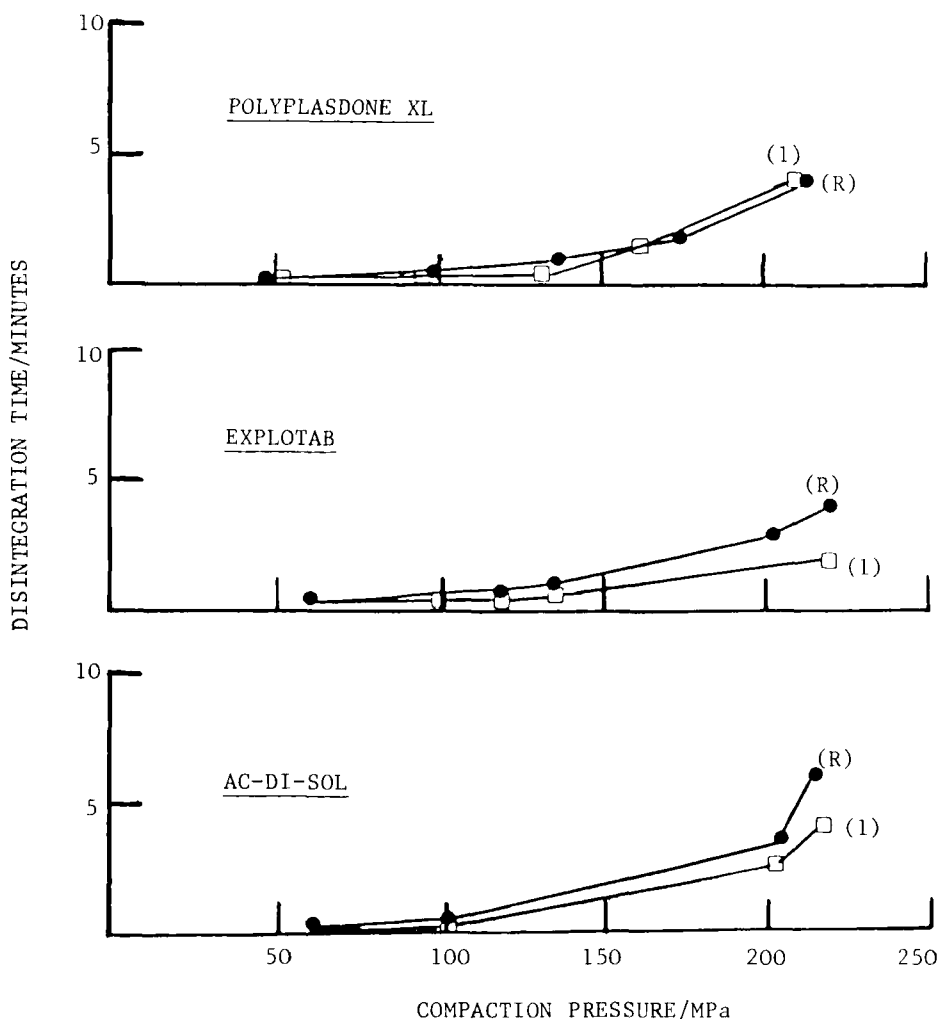 DISINTEGRATION TIME/MINUTES
10
POLYPLASDONE XL
5
(1)
(R)
10
EXPLOTAB
5
(R)
(1)
10
AC-DI-SOL
5
(R)
(1)
50 100 150 200 250
COMPACTION PRESSURE/MPa